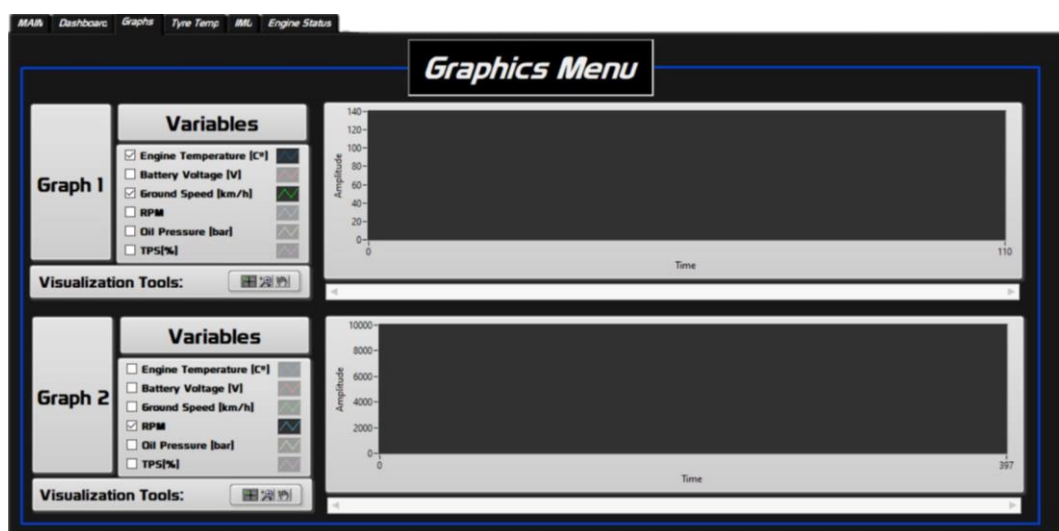 MAIN Dashboarc Graphs Tyre Temp IMU Engine Status
Graphics Menu
Graph 1
Variables
Engine Temperature [Cº]
Battery Voltage [V]
Ground Speed [km/h]
RPM
Oil Pressure [bar]
TPS[%]
Visualization Tools:
140
120
100
80
60
40
20
0
Amplitude
0 110
Time
Graph 2
Variables
Engine Temperature [Cº]
Battery Voltage [V]
Ground Speed [km/h]
RPM
Oil Pressure [bar]
TPS[%]
Visualization Tools:
10000
8000
6000
4000
2000
0
Amplitude
0 397
Time